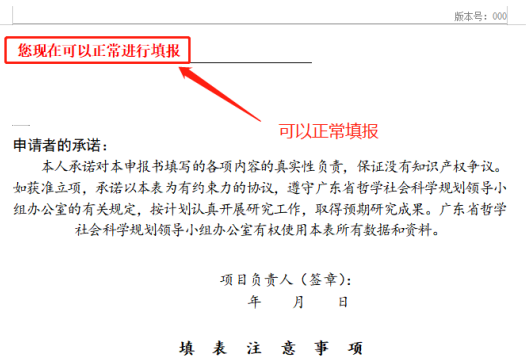 版本号：000
您现在可以正常进行填报
可以正常填报
申请者的承诺：
本人承诺对本申报书填写的各项内容的真实性负责，保证没有知识产权争议。
如获准立项，承诺以本表为有约束力的协议，遵守广东省哲学社会科学规划领导小
组办公室的有关规定，按计划认真开展研究工作，取得预期研究成果。广东省哲学
社会科学规划领导小组办公室有权使用本表所有数据和资料。
项目负责人（签章）：
年 月 日
填 表 注 意 事 项